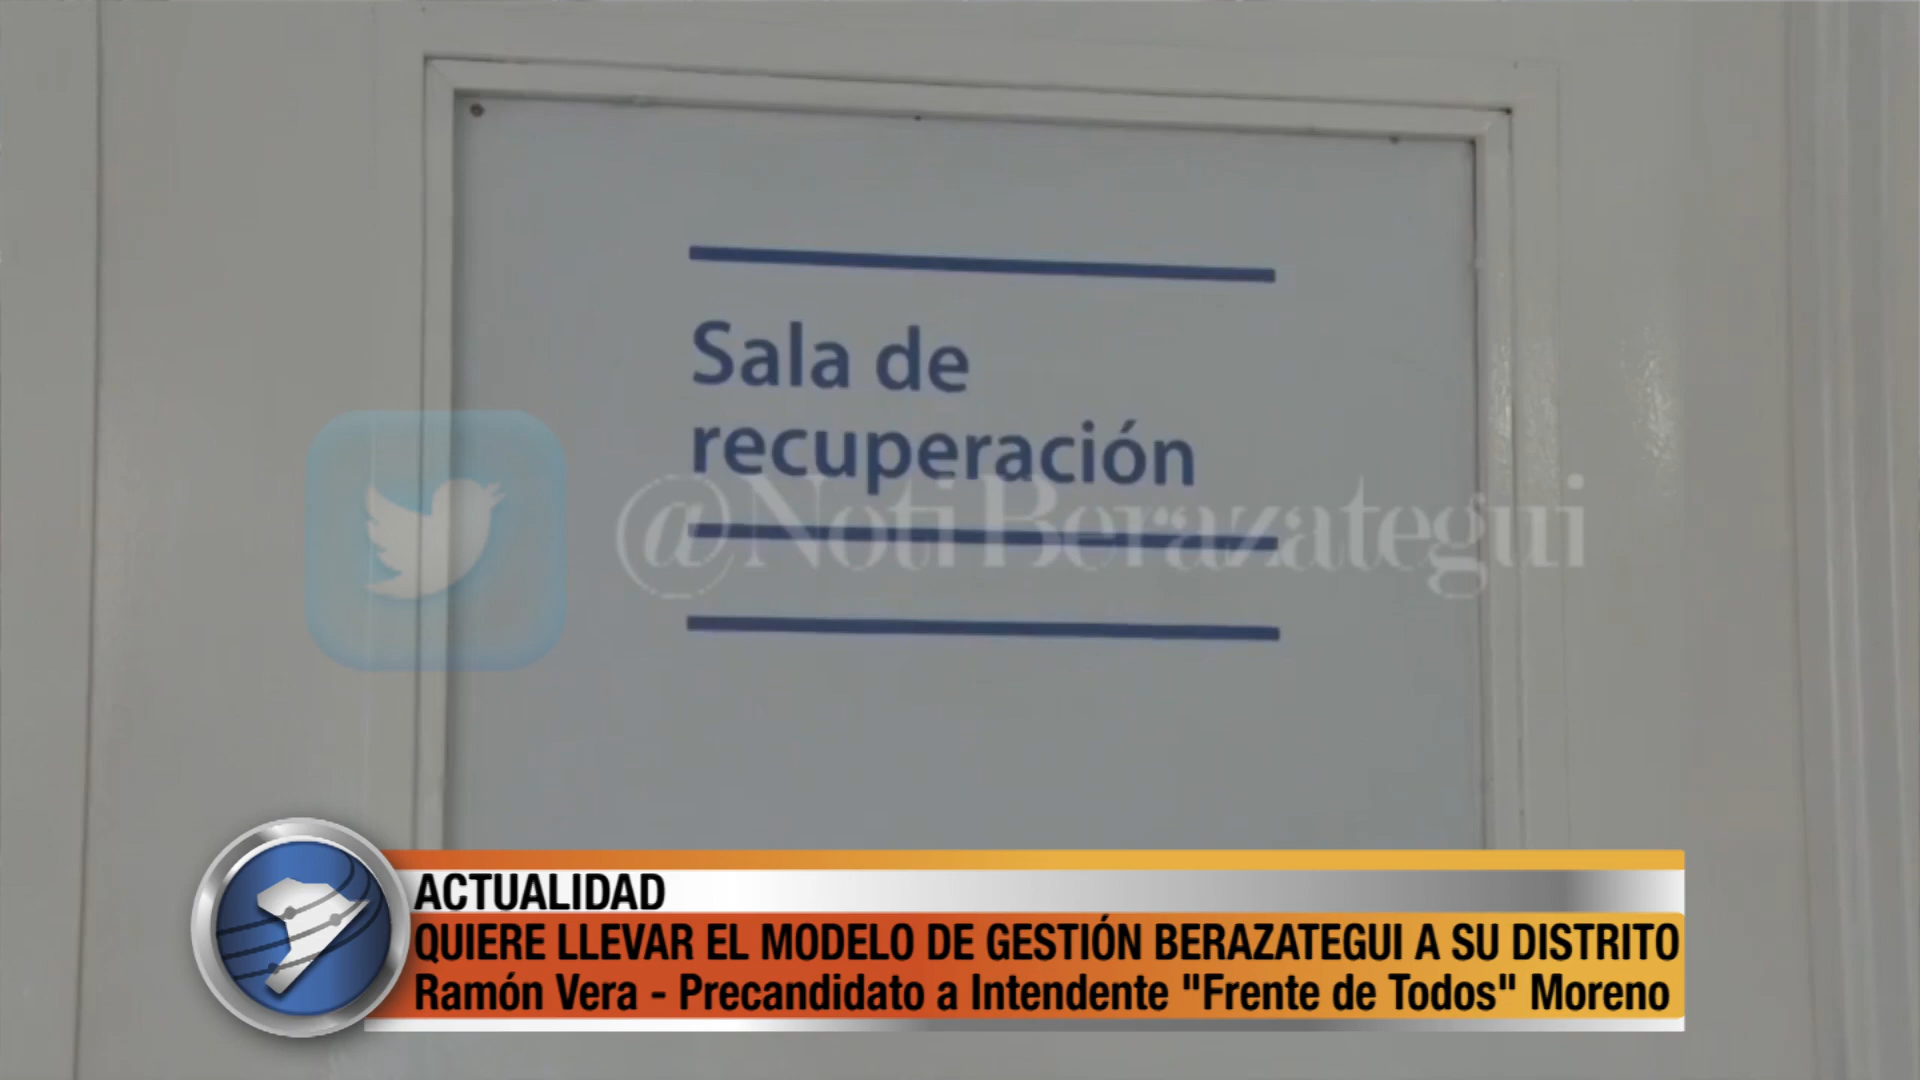 Sala de
recuperación
@NotiBerazategui
ACTUALIDAD
QUIERE LLEVAR EL MODELO DE GESTIÓN BERAZATEGUI A SU DISTRITO
Ramón Vera - Precandidato a Intendente "Frente de Todos" Moreno